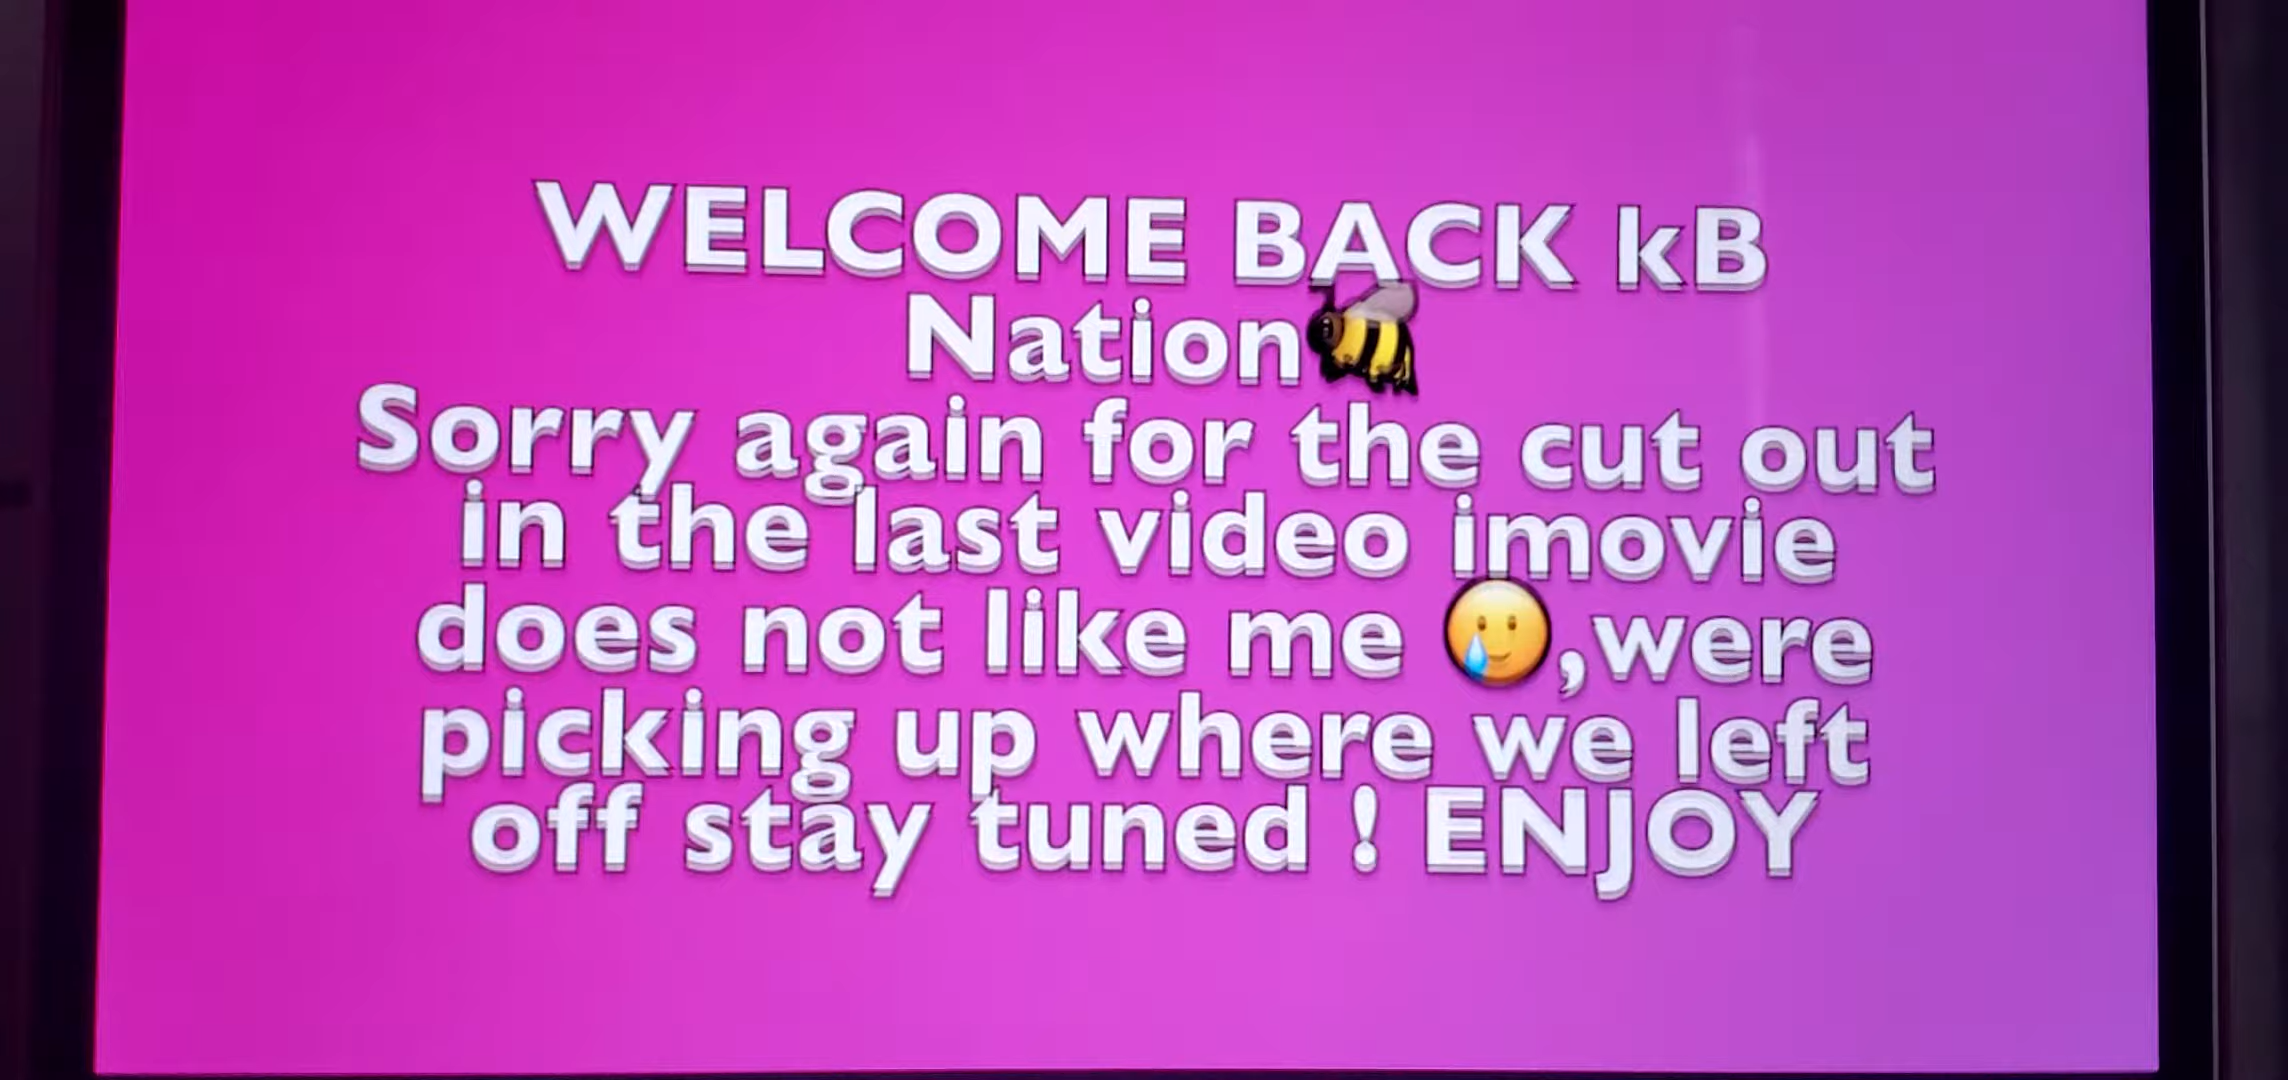 WELCOME BACK kB
Nation🐝
Sorry again for the cut out
in the last video imovie
does not like me 🥲,were
picking up where we left
off stay tuned ! ENJOY